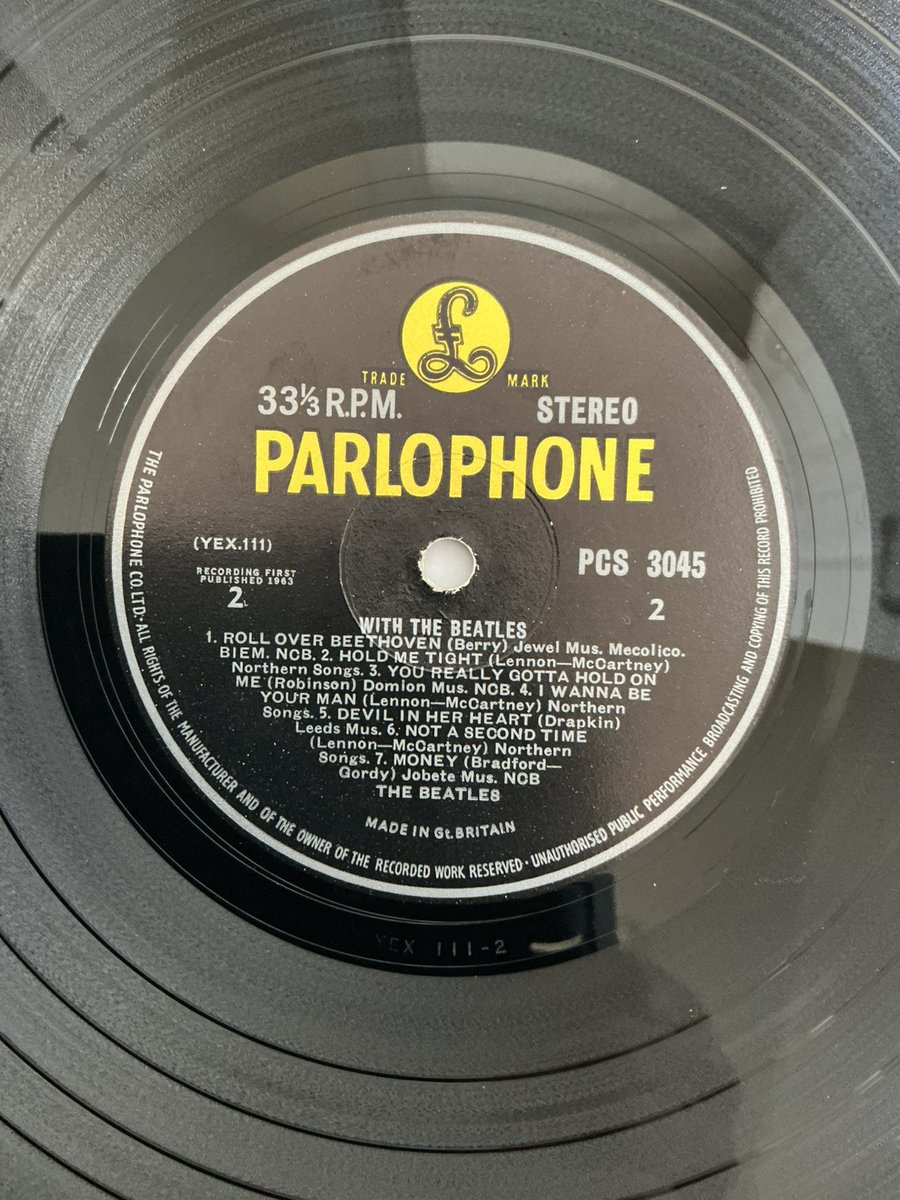 £
TRADE MARK
33⅓ R.P.M. STEREO
PARLOPHONE
(YEX.111) PCS 3045
RECORDING FIRST
PUBLISHED 1963
2 2
WITH THE BEATLES
1. ROLL OVER BEETHOVEN (Berry) Jewel Mus. Mecolico.
BIEM. NCB. 2. HOLD ME TIGHT (Lennon—McCartney)
Northern Songs. 3. YOU REALLY GOTTA HOLD ON
ME (Robinson) Domion Mus. NCB. 4. I WANNA BE
YOUR MAN (Lennon—McCartney) Northern
Songs. 5. DEVIL IN HER HEART (Drapkin)
Leeds Mus. 6. NOT A SECOND TIME
(Lennon—McCartney) Northern
Songs. 7. MONEY (Bradford—
Gordy) Jobete Mus. NCB
THE BEATLES
MADE IN Gt. BRITAIN
THE PARLOPHONE CO. LTD. · ALL RIGHTS OF THE MANUFACTURER AND OF THE OWNER OF THE RECORDED WORK RESERVED · UNAUTHORISED PUBLIC PERFORMANCE BROADCASTING AND COPYING OF THIS RECORD PROHIBITED
YEX 111-2